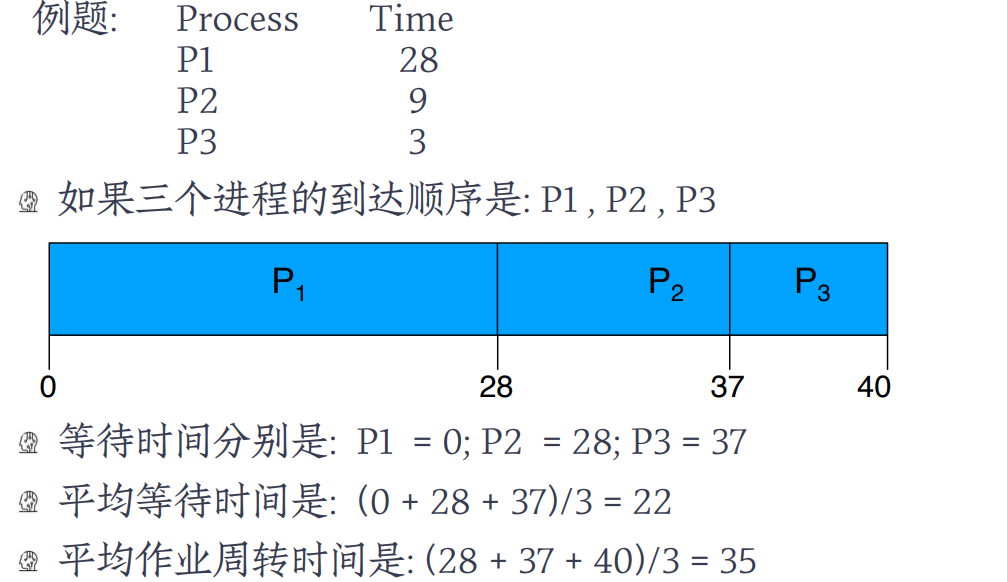 例题: Process Time
P1 28
P2 9
P3 3
如果三个进程的到达顺序是: P1 , P2 , P3
P1 P2 P3
0 28 37 40
等待时间分别是: P1 = 0; P2 = 28; P3 = 37
平均等待时间是: (0 + 28 + 37)/3 = 22
平均作业周转时间是: (28 + 37 + 40)/3 = 35